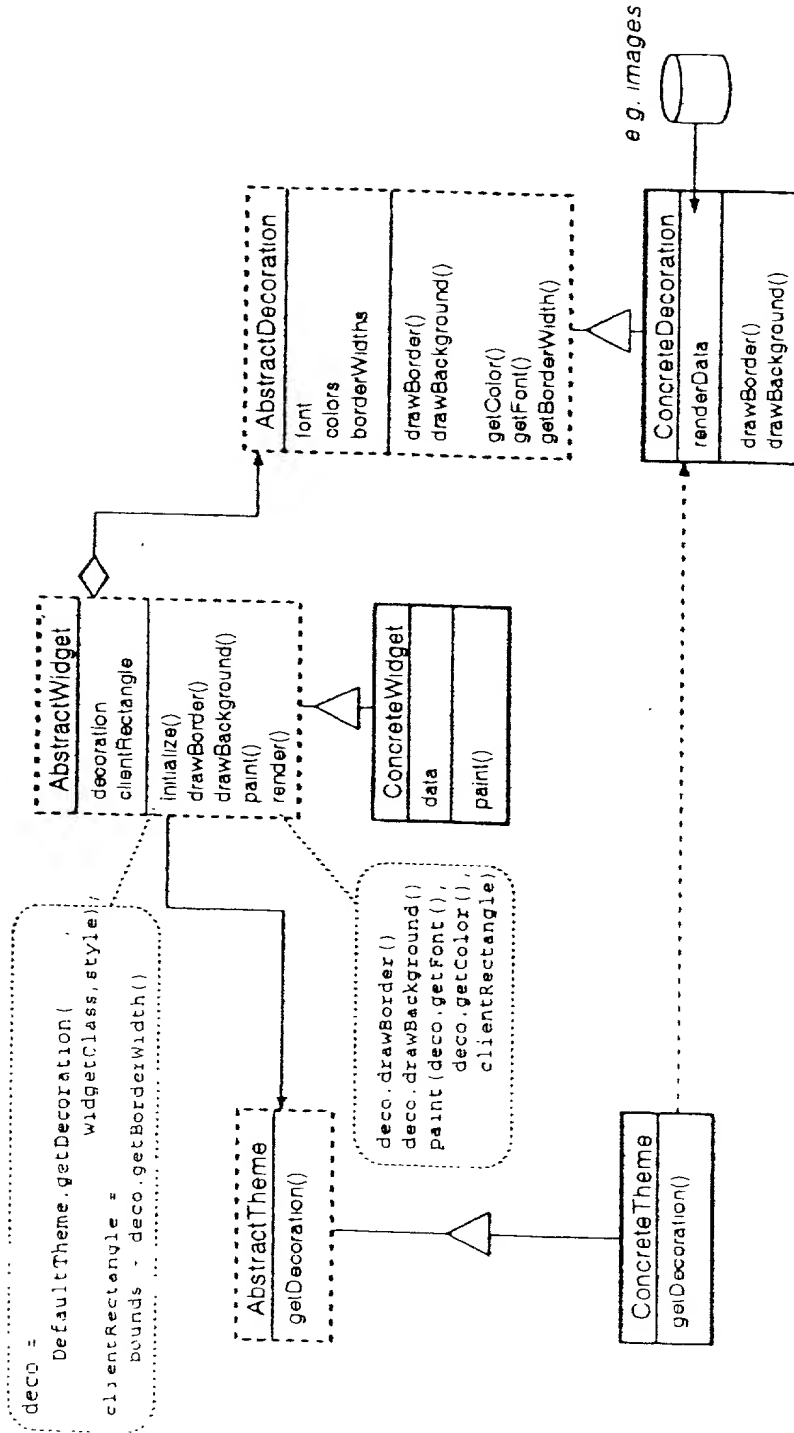 deco =
DefaultTheme.getDecoration(
widgetClass, style),
clientRectangle =
bounds - deco.getBorderWidth()
AbstractWidget
decoration
clientRectangle
initialize()
drawBorder()
drawBackground()
paint()
render()
AbstractDecoration
font
colors
borderWidths
drawBorder()
drawBackground()
getColor()
getFont()
getBorderWidth()
deco.drawBorder()
deco.drawBackground()
paint(deco.getFont(),
deco.getColor(),
clientRectangle)
AbstractTheme
getDecoration()
ConcreteWidget
data
paint()
e g. images
ConcreteTheme
getDecoration()
ConcreteDecoration
renderData
drawBorder()
drawBackground()